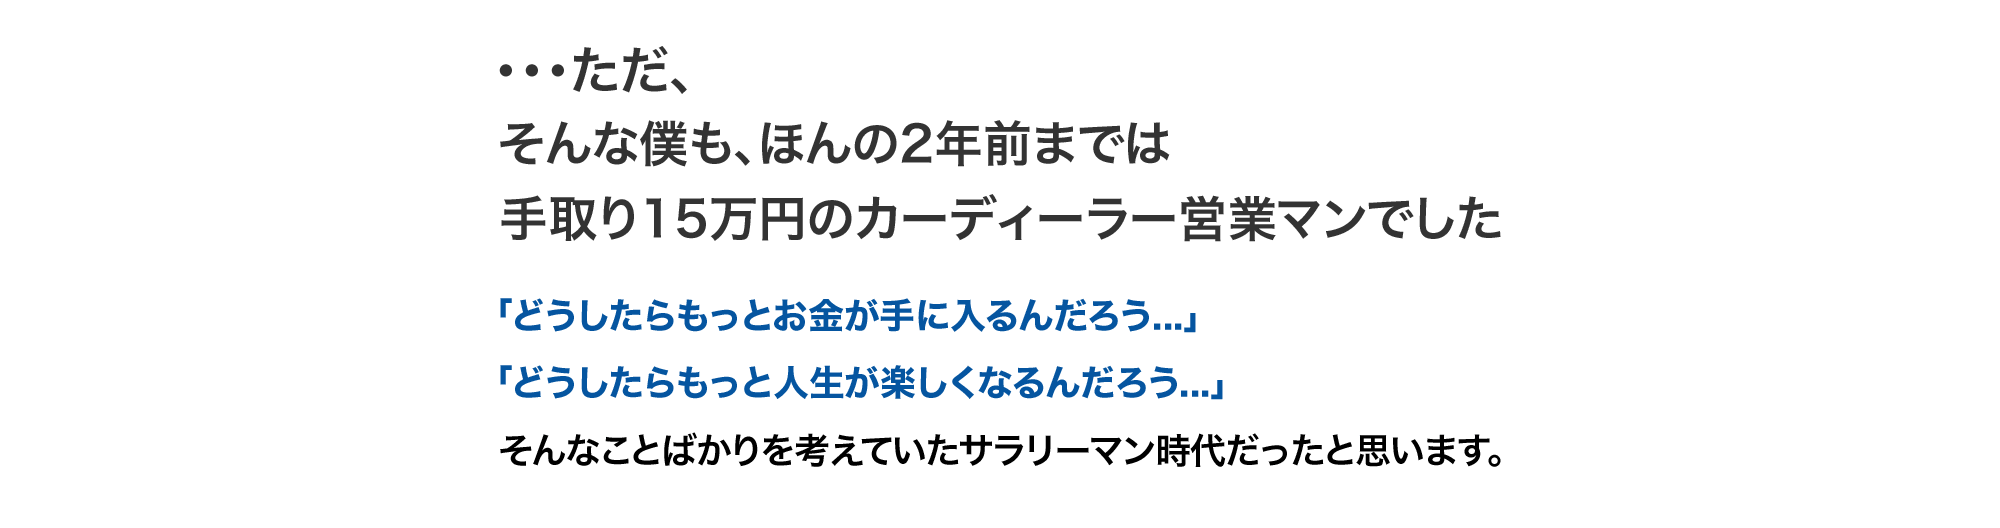 ・・・ただ、
そんな僕も、ほんの2年前までは
手取り15万円のカーディーラー営業マンでした
「どうしたらもっとお金が手に入るんだろう...」
「どうしたらもっと人生が楽しくなるんだろう...」
そんなことばかりを考えていたサラリーマン時代だったと思います。